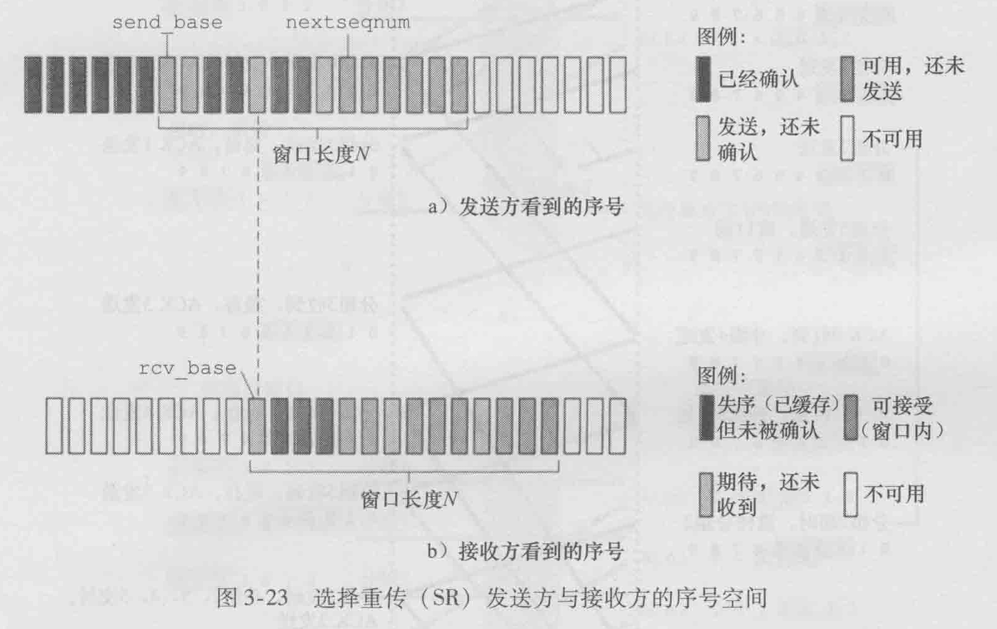 send_base
nextseqnum
图例:
已经确认
可用，还未
发送
发送，还未
确认
不可用
窗口长度N
a）发送方看到的序号
rcv_base
图例:
失序（已缓存）
但未被确认
可接受
（窗口内）
期待，还未
收到
不可用
窗口长度N
b）接收方看到的序号
图 3-23 选择重传（SR）发送方与接收方的序号空间